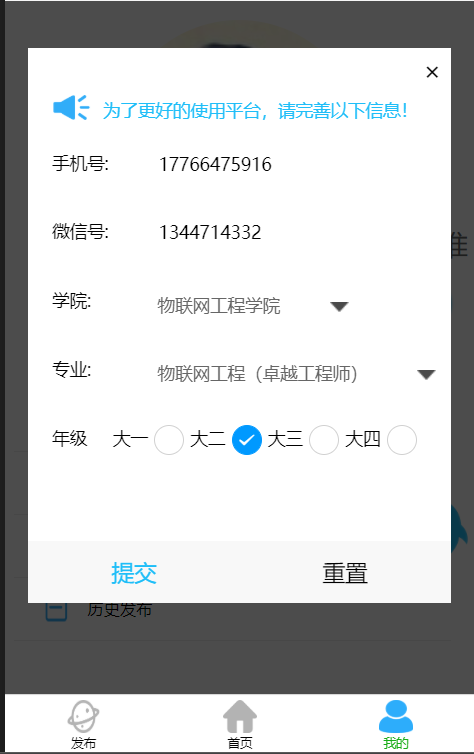 ×
为了更好的使用平台，请完善以下信息！
手机号: 17766475916
微信号: 1344714332
学院: 物联网工程学院
专业: 物联网工程（卓越工程师）
年级 大一 大二 大三 大四
提交 重置
历史发布
发布 首页 我的